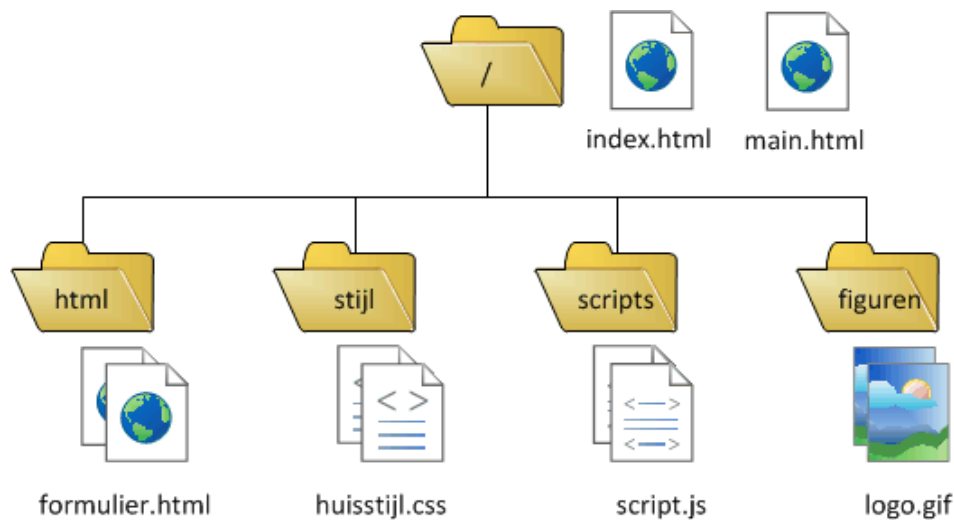 /
index.html
main.html
html
stijl
scripts
figuren
formulier.html
huisstijl.css
script.js
logo.gif